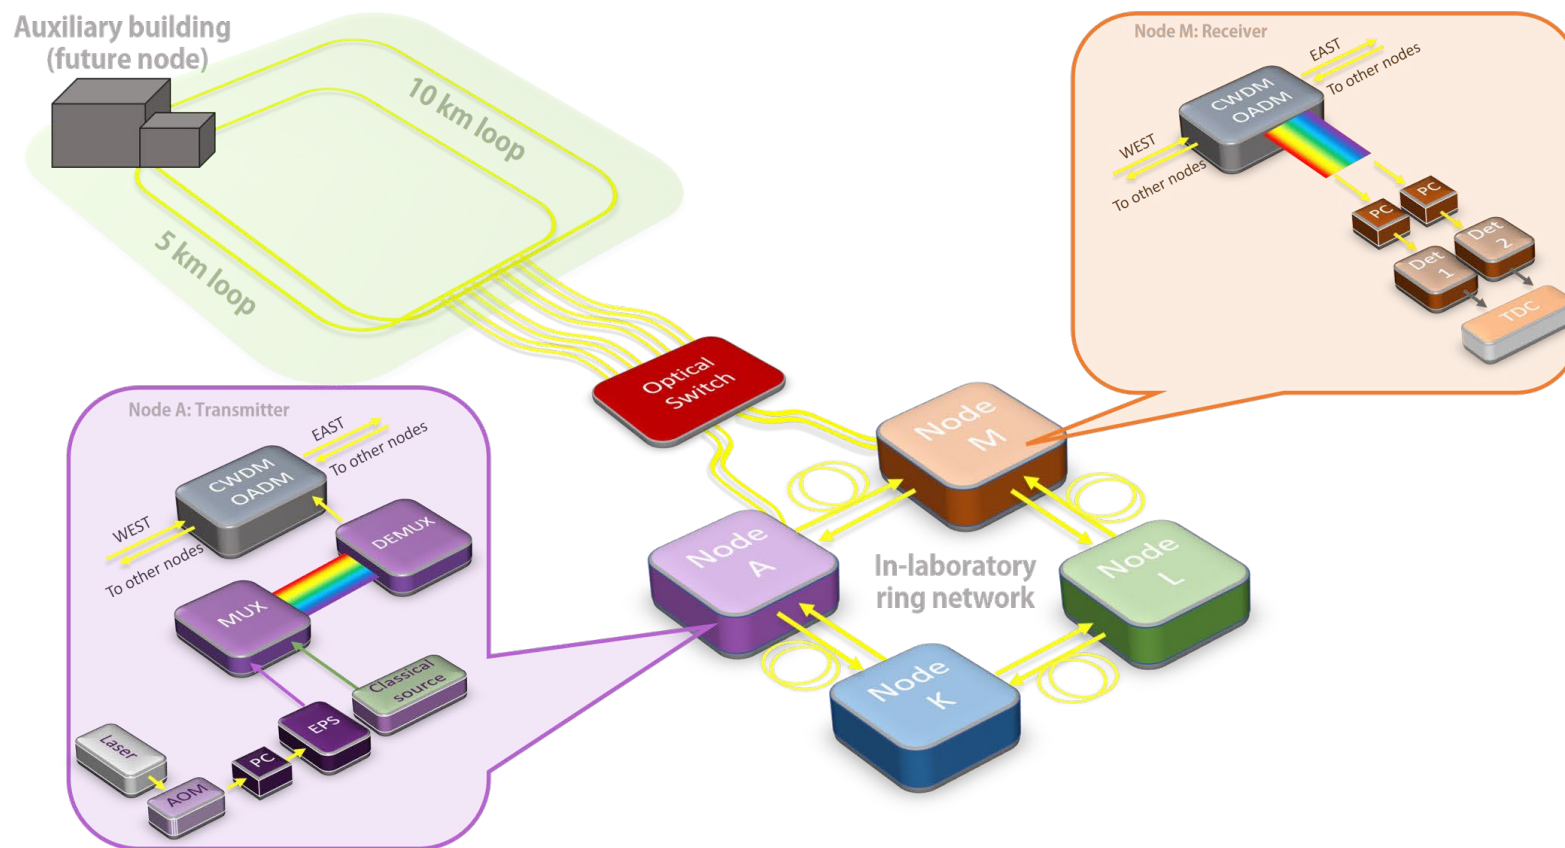 Auxiliary building
(future node)
10 km loop
5 km loop
Optical
Switch
Node M: Receiver
CWDM
OADM
EAST
To other nodes
WEST
To other nodes
PC
PC
Det
1
Det
2
TDC
Node A: Transmitter
CWDM
OADM
EAST
To other nodes
WEST
To other nodes
DEMUX
MUX
Classical
source
EPS
PC
AOM
Laser
Node
M
Node
A
Node
L
Node
K
In-laboratory
ring network